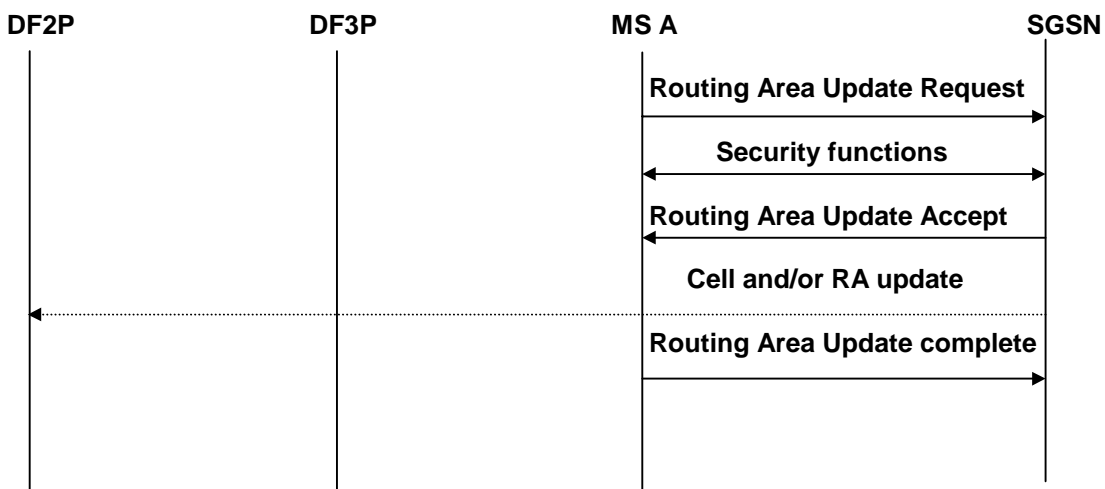 DF2P DF3P MS A SGSN
Routing Area Update Request
Security functions
Routing Area Update Accept
Cell and/or RA update
Routing Area Update complete